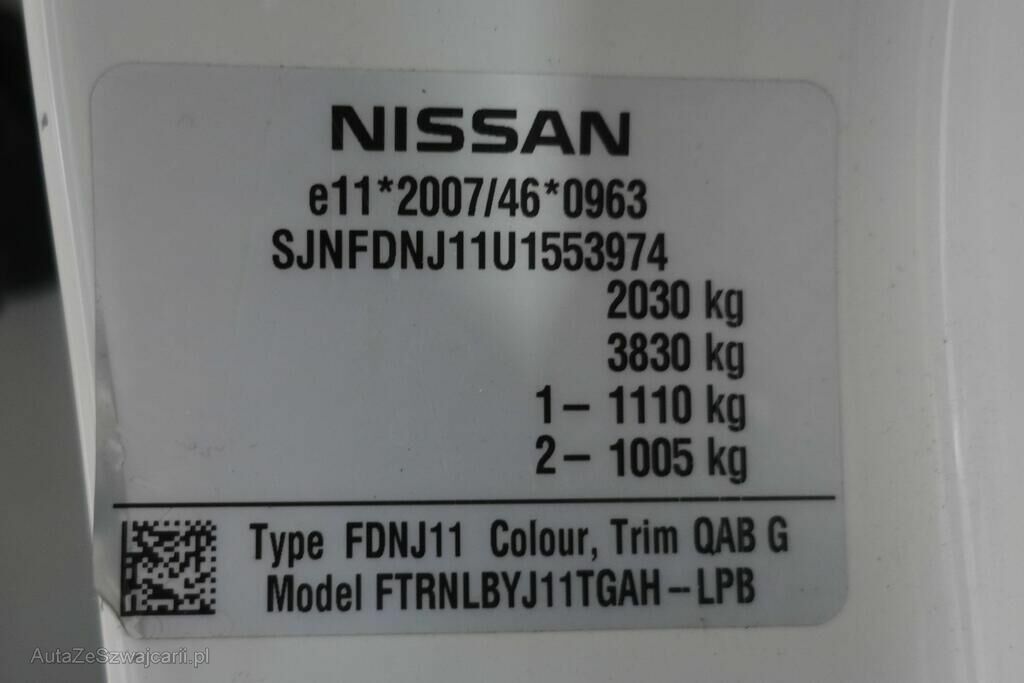 NISSAN
e11*2007/46*0963
SJNFDNJ11U1553974
2030 kg
3830 kg
1– 1110 kg
2– 1005 kg
Type FDNJ11 Colour, Trim QAB G
Model FTRNLBYJ11TGAH–LPB
AutaZeSzwajcarii.pl